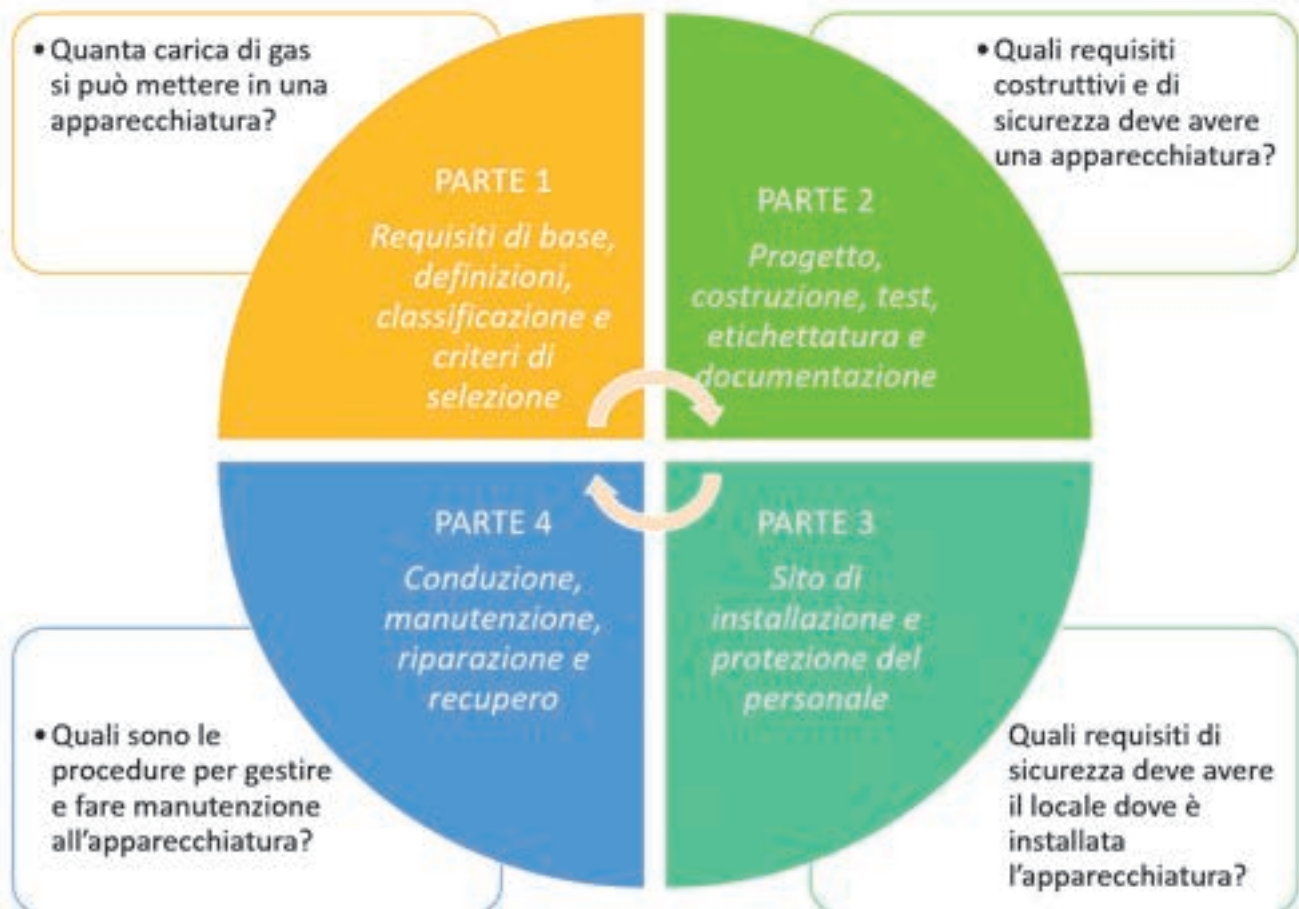 • Quanta carica di gas
si può mettere in una
apparecchiatura?
• Quali requisiti
costruttivi e di
sicurezza deve avere
una apparecchiatura?
PARTE 1
Requisiti di base,
definizioni,
classificazione e
criteri di
selezione
PARTE 2
Progetto,
costruzione, test,
etichettatura e
documentazione
PARTE 4
Conduzione,
manutenzione,
riparazione e
recupero
PARTE 3
Sito di
installazione e
protezione del
personale
• Quali sono le
procedure per gestire
e fare manutenzione
all'apparecchiatura?
Quali requisiti di
sicurezza deve avere
il locale dove è
installata
l'apparecchiatura?